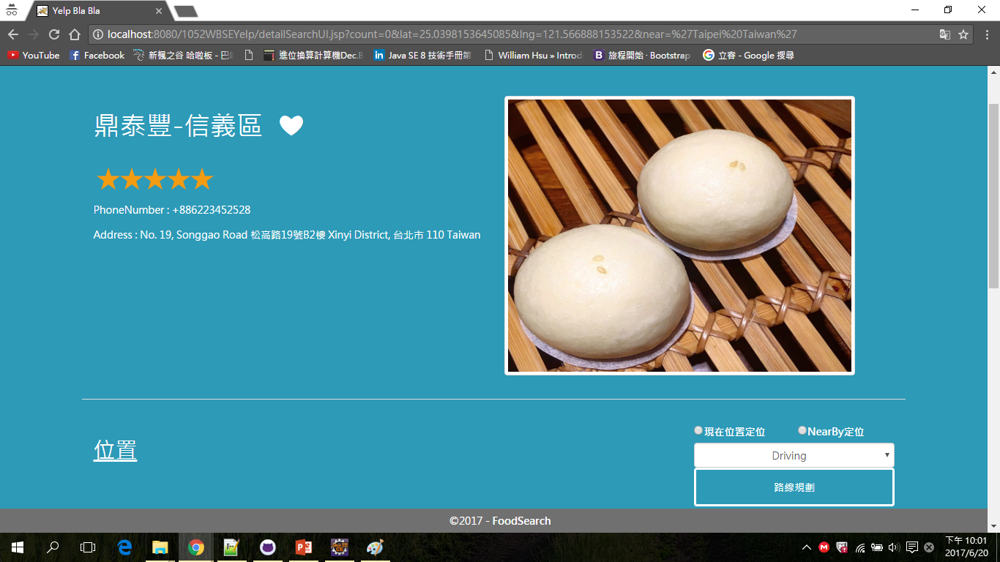 Yelp Bla Bla
localhost:8080/1052WBSEYelp/detailSearchUI.jsp?count=0&lat=25.0398153645085&lng=121.566888153522&near=%27Taipei%20Taiwan%27
YouTube Facebook 新楓之谷 哈啦板 - 巴 進位換算計算機Dec.B Java SE 8 技術手冊第 William Hsu » Introd 旅程開始 · Bootstrap 立春 - Google 搜尋
鼎泰豐-信義區
PhoneNumber : +886223452528
Address : No. 19, Songgao Road 松高路19號B2樓 Xinyi District, 台北市 110 Taiwan
現在位置定位 NearBy定位
位置
Driving
路線規劃
©2017 - FoodSearch
下午 10:01
2017/6/20